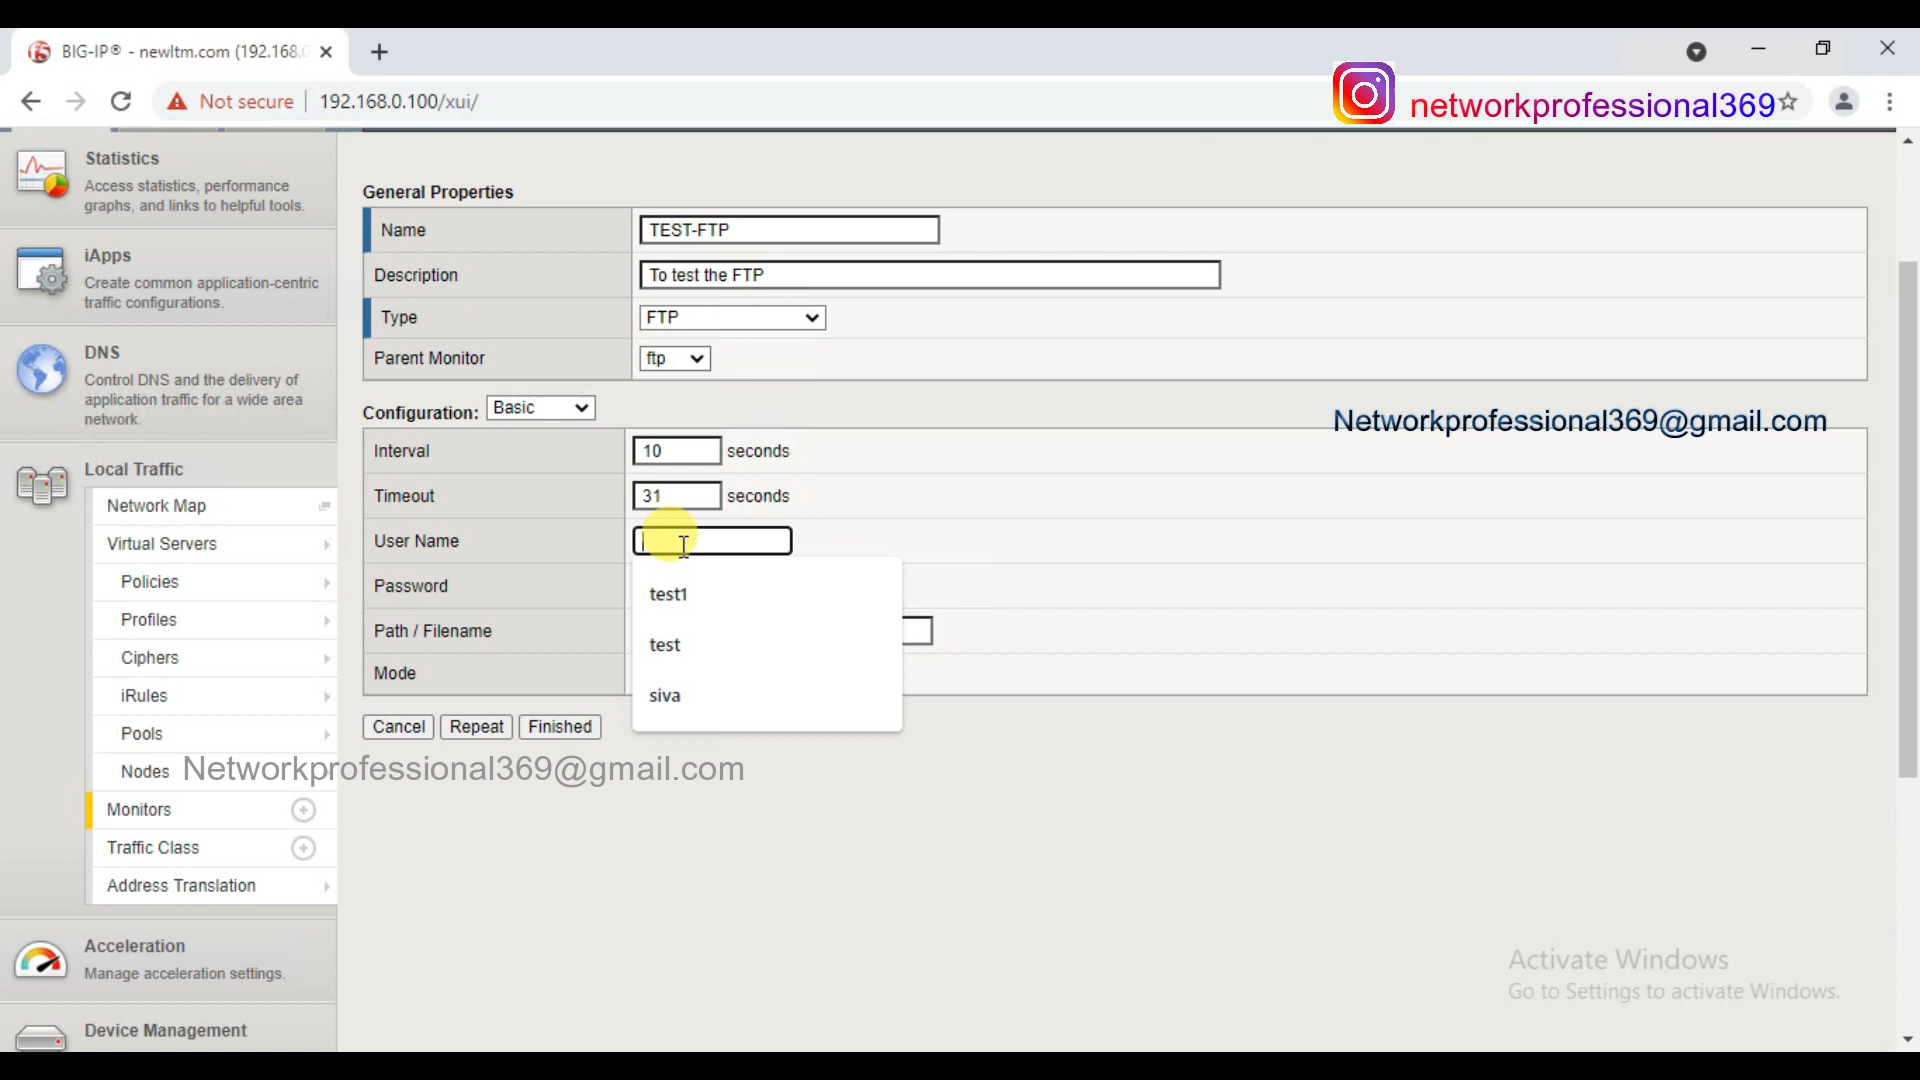 BIG-IP® - newltm.com (192.168.0
Not secure 192.168.0.100/xui/
networkprofessional369
Statistics
Access statistics, performance
graphs, and links to helpful tools.
iApps
Create common application-centric
traffic configurations.
DNS
Control DNS and the delivery of
application traffic for a wide area
network.
Local Traffic
Network Map
Virtual Servers
Policies
Profiles
Ciphers
iRules
Pools
Nodes
Monitors
Traffic Class
Address Translation
Acceleration
Manage acceleration settings.
Device Management
General Properties
Name TEST-FTP
Description To test the FTP
Type FTP
Parent Monitor ftp
Configuration: Basic
Networkprofessional369@gmail.com
Interval 10 seconds
Timeout 31 seconds
User Name
Password
Path / Filename
Mode
test1
test
siva
Cancel Repeat Finished
Networkprofessional369@gmail.com
Activate Windows
Go to Settings to activate Windows.